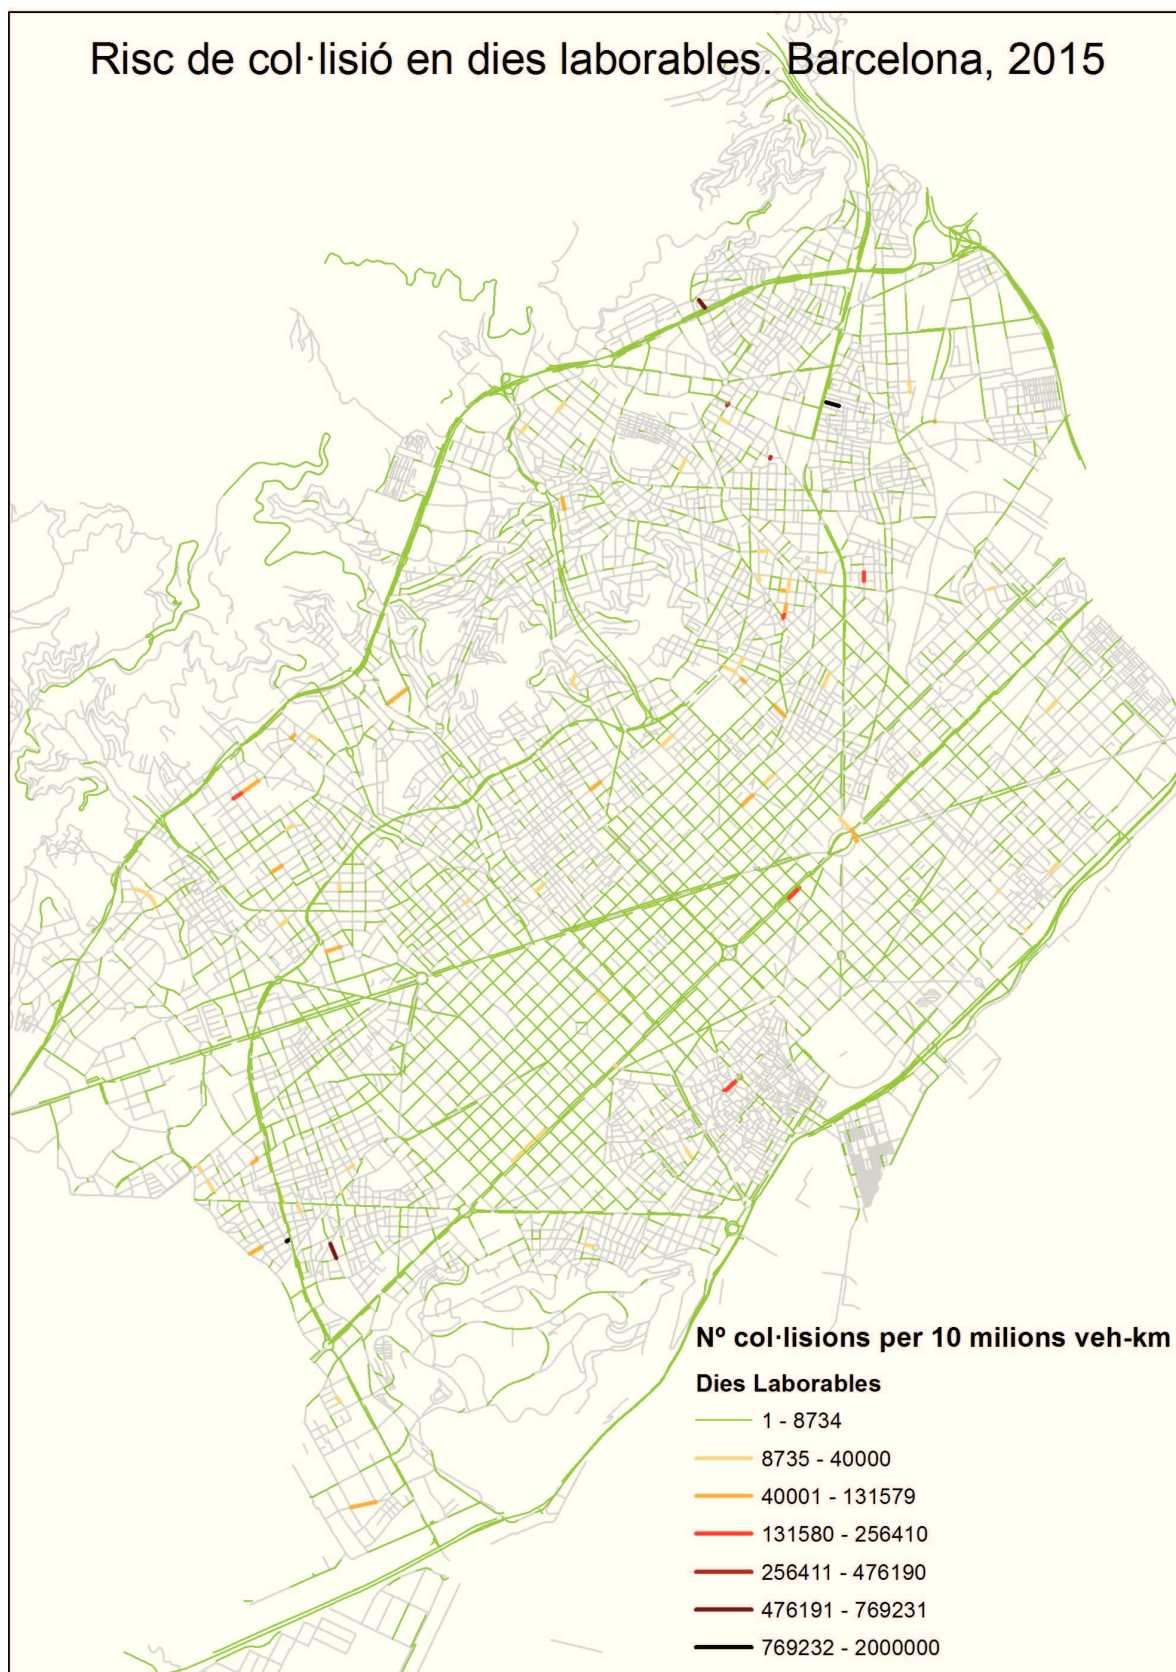 Risc de col·lisió en dies laborables. Barcelona, 2015
Nº col·lisions per 10 milions veh-km
Dies Laborables
1 - 8734
8735 - 40000
40001 - 131579
131580 - 256410
256411 - 476190
476191 - 769231
769232 - 2000000